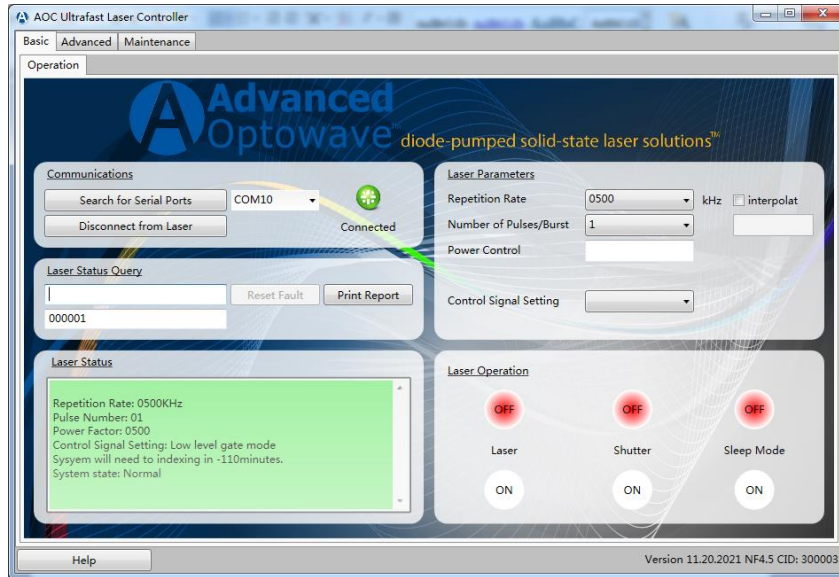 AOC Ultrafast Laser Controller
Basic Advanced Maintenance
Operation
Advanced
Optowave™ diode-pumped solid-state laser solutions™
Communications
Search for Serial Ports COM10
Disconnect from Laser Connected
Laser Status Query
Reset Fault Print Report
000001
Laser Status
Repetition Rate: 0500KHz
Pulse Number: 01
Power Factor: 0500
Control Signal Setting: Low level gate mode
Sysyem will need to indexing in -110minutes.
System state: Normal
Laser Parameters
Repetition Rate 0500 kHz interpolat
Number of Pulses/Burst 1
Power Control
Control Signal Setting
Laser Operation
OFF OFF OFF
Laser Shutter Sleep Mode
ON ON ON
Help Version 11.20.2021 NF4.5 CID: 300003